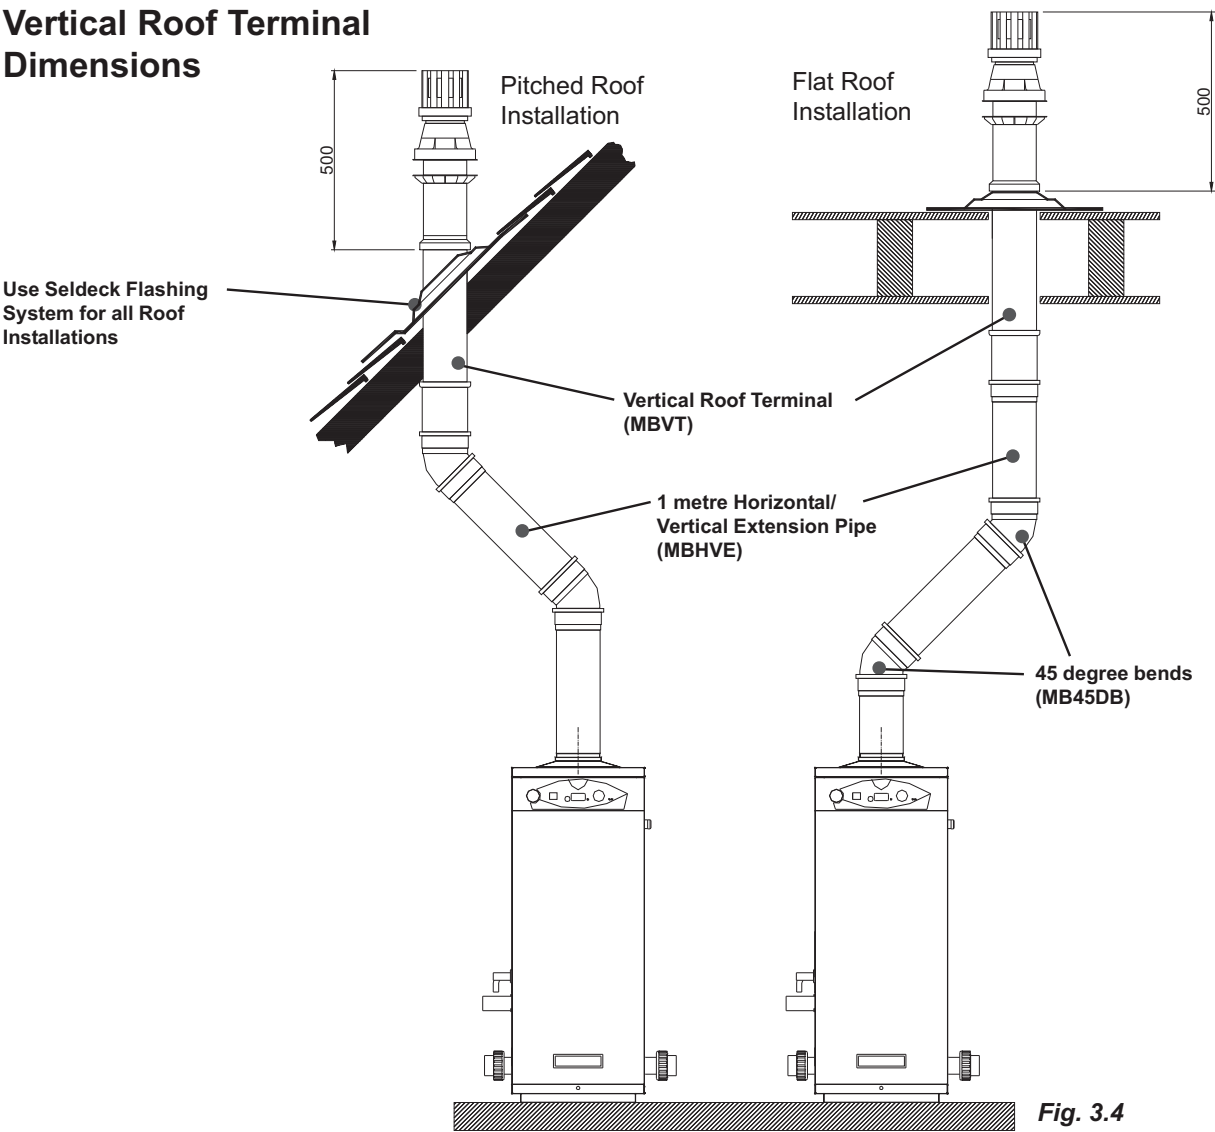 Vertical Roof Terminal
Dimensions
Pitched Roof
Installation
Flat Roof
Installation
500
500
Use Seldeck Flashing
System for all Roof
Installations
Vertical Roof Terminal
(MBVT)
1 metre Horizontal/
Vertical Extension Pipe
(MBHVE)
45 degree bends
(MB45DB)
Fig. 3.4